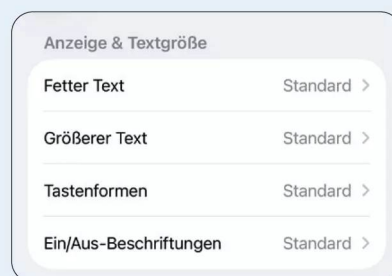 Anzeige & Textgröße
Fetter Text Standard >
Größerer Text Standard >
Tastenformen Standard >
Ein/Aus-Beschriftungen Standard >